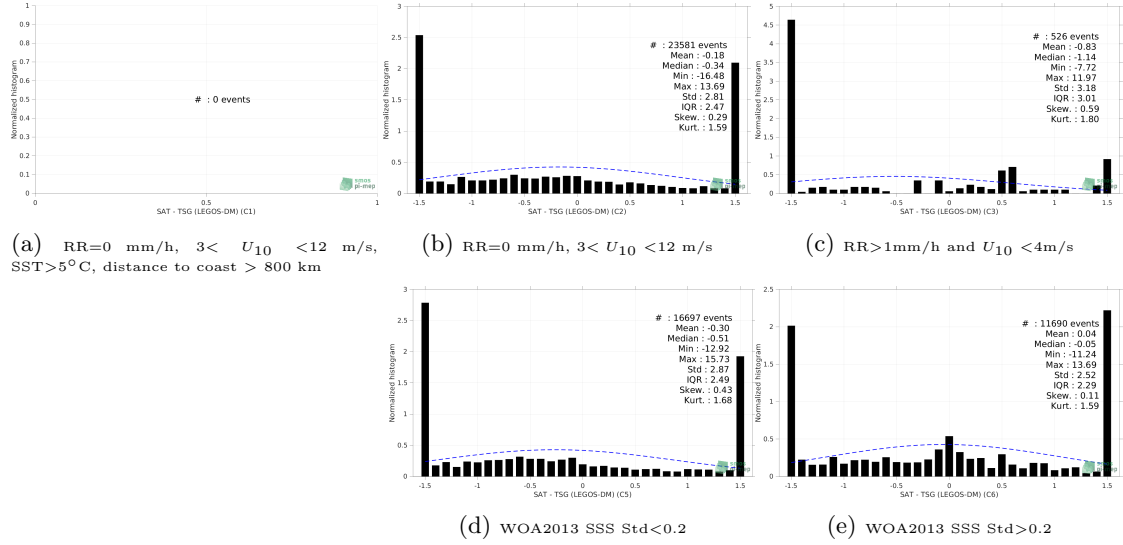 1
0.9
0.8
0.7
0.6
0.5
0.4
0.3
0.2
0.1
0
Normalized histogram
# : 0 events
0 0.5 1
SAT - TSG (LEGOS-DM) (C1)
smos
pi-mep
(a) RR=0 mm/h, 3< U10 <12 m/s,
SST>5°C, distance to coast > 800 km
3
2.5
2
1.5
1
0.5
0
Normalized histogram
# : 23581 events
Mean : -0.18
Median : -0.34
Min : -16.48
Max : 13.69
Std : 2.81
IQR : 2.47
Skew. : 0.29
Kurt. : 1.59
-1.5 -1 -0.5 0 0.5 1 1.5
SAT - TSG (LEGOS-DM) (C2)
smos
pi-mep
(b) RR=0 mm/h, 3< U10 <12 m/s
5
4.5
4
3.5
3
2.5
2
1.5
1
0.5
0
Normalized histogram
# : 526 events
Mean : -0.83
Median : -1.14
Min : -7.72
Max : 11.97
Std : 3.18
IQR : 3.01
Skew. : 0.59
Kurt. : 1.80
-1.5 -1 -0.5 0 0.5 1 1.5
SAT - TSG (LEGOS-DM) (C3)
smos
pi-mep
(c) RR>1mm/h and U10 <4m/s
3
2.5
2
1.5
1
0.5
0
Normalized histogram
# : 16697 events
Mean : -0.30
Median : -0.51
Min : -12.92
Max : 15.73
Std : 2.87
IQR : 2.49
Skew. : 0.43
Kurt. : 1.68
-1.5 -1 -0.5 0 0.5 1 1.5
SAT - TSG (LEGOS-DM) (C5)
smos
pi-mep
(d) WOA2013 SSS Std<0.2
2.5
2
1.5
1
0.5
0
Normalized histogram
# : 11690 events
Mean : 0.04
Median : -0.05
Min : -11.24
Max : 13.69
Std : 2.52
IQR : 2.29
Skew. : 0.11
Kurt. : 1.59
-1.5 -1 -0.5 0 0.5 1 1.5
SAT - TSG (LEGOS-DM) (C6)
smos
pi-mep
(e) WOA2013 SSS Std>0.2